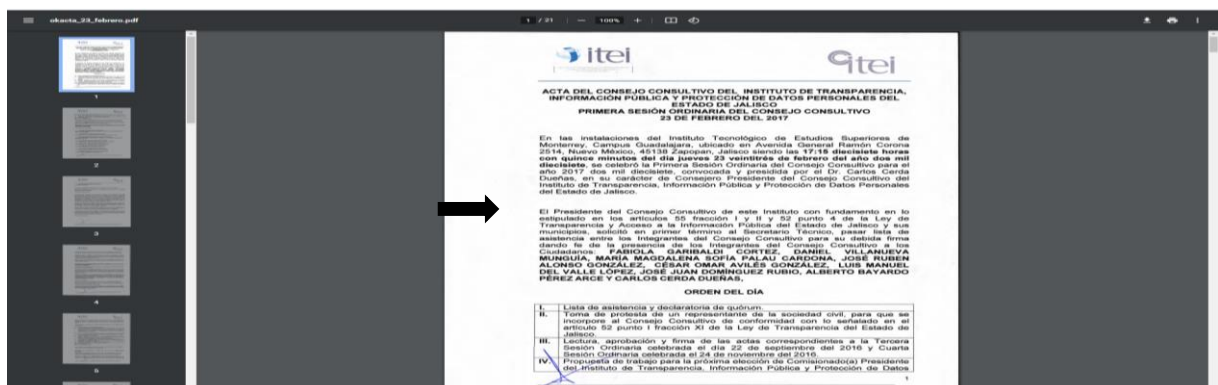 okacta_23_febrero.pdf
1 / 21
100%
itei
itei
ACTA DEL CONSEJO CONSULTIVO DEL INSTITUTO DE TRANSPARENCIA,
INFORMACIÓN PÚBLICA Y PROTECCIÓN DE DATOS PERSONALES DEL
ESTADO DE JALISCO
PRIMERA SESIÓN ORDINARIA DEL CONSEJO CONSULTIVO
23 DE FEBRERO DEL 2017
En las instalaciones del Instituto Tecnológico de Estudios Superiores de
Monterrey, Campus Guadalajara, ubicado en Avenida General Ramón Corona
2514, Nuevo México, 45138 Zapopan, Jalisco siendo las 17:15 diecisiete horas
con quince minutos del día jueves 23 veintitrés de febrero del año dos mil
diecisiete, se celebró la Primera Sesión Ordinaria del Consejo Consultivo para el
año 2017 dos mil diecisiete, convocada y presidida por el Dr. Carlos Cerda
Dueñas, en su carácter de Consejero Presidente del Consejo Consultivo del
Instituto de Transparencia, Información Pública y Protección de Datos Personales
del Estado de Jalisco.
El Presidente del Consejo Consultivo de este Instituto con fundamento en lo
estipulado en los artículos 55 fracción I y II y 52 punto 4 de la Ley de
Transparencia y Acceso a la Información Pública del Estado de Jalisco y sus
municipios, solicitó en primer término al Secretario Técnico, pasar lista de
asistencia entre los Integrantes del Consejo Consultivo para su debida firma
dando fe de la presencia de los Integrantes del Consejo Consultivo a los
Ciudadanos: FABIOLA GARIBALDI CORTEZ, DANIEL VILLANUEVA
MUNGUÍA, MARÍA MAGDALENA SOFÍA PALAU CARDONA, JOSÉ RUBEN
ALONSO GONZÁLEZ, CÉSAR OMAR AVILÉS GONZÁLEZ, LUIS MANUEL
DEL VALLE LÓPEZ, JOSÉ JUAN DOMÍNGUEZ RUBIO, ALBERTO BAYARDO
PÉREZ ARCE Y CARLOS CERDA DUEÑAS,
ORDEN DEL DÍA
I. Lista de asistencia y declaratoria de quórum.
II. Toma de protesta de un representante de la sociedad civil, para que se
incorpore al Consejo Consultivo de conformidad con lo señalado en el
artículo 52 punto I fracción XI de la Ley de Transparencia del Estado de
Jalisco.
III. Lectura, aprobación y firma de las actas correspondientes a la Tercera
Sesión Ordinaria celebrada el día 22 de septiembre del 2016 y Cuarta
Sesión Ordinaria celebrada el 24 de noviembre del 2016.
IV. Propuesta de trabajo para la próxima elección de Comisionado(a) Presidente
del Instituto de Transparencia, Información Pública y Protección de Datos
1
1
2
3
4
5